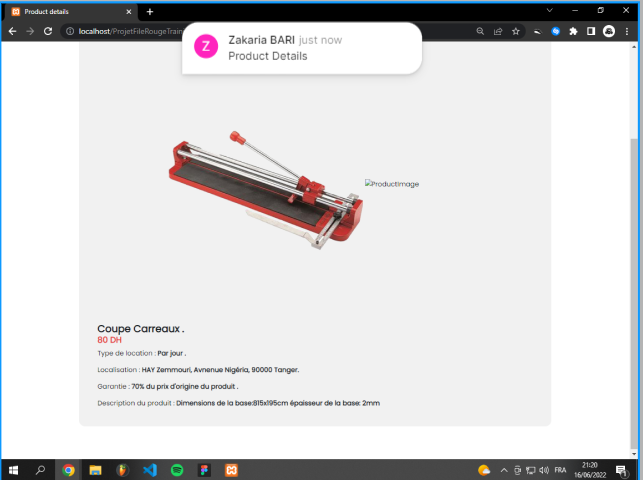 Product details
localhost/ProjetFileRougeTrain
Z
Zakaria BARI just now
Product Details
ProductImage
Coupe Carreaux .
80 DH
Type de location : Par jour .
Localisation : HAY Zemmouri, Avnenue Nigéria, 90000 Tanger.
Garantie : 70% du prix d'origine du produit .
Description du produit : Dimensions de la base:815x195cm épaisseur de la base: 2mm
FRA
21:20
16/06/2022